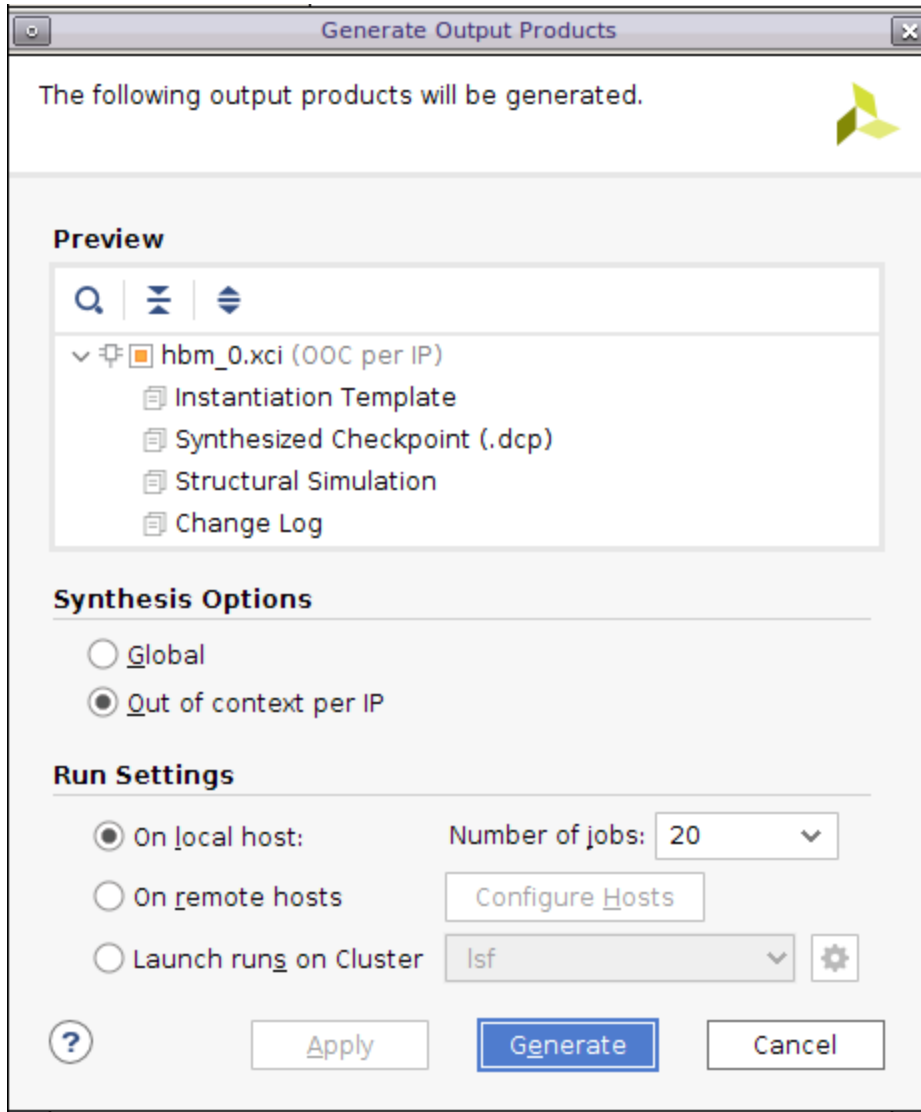 Generate Output Products
The following output products will be generated.
Preview
hbm_0.xci (OOC per IP)
Instantiation Template
Synthesized Checkpoint (.dcp)
Structural Simulation
Change Log
Synthesis Options
Global
Out of context per IP
Run Settings
On local host: Number of jobs: 20
On remote hosts Configure Hosts
Launch runs on Cluster lsf
? Apply Generate Cancel